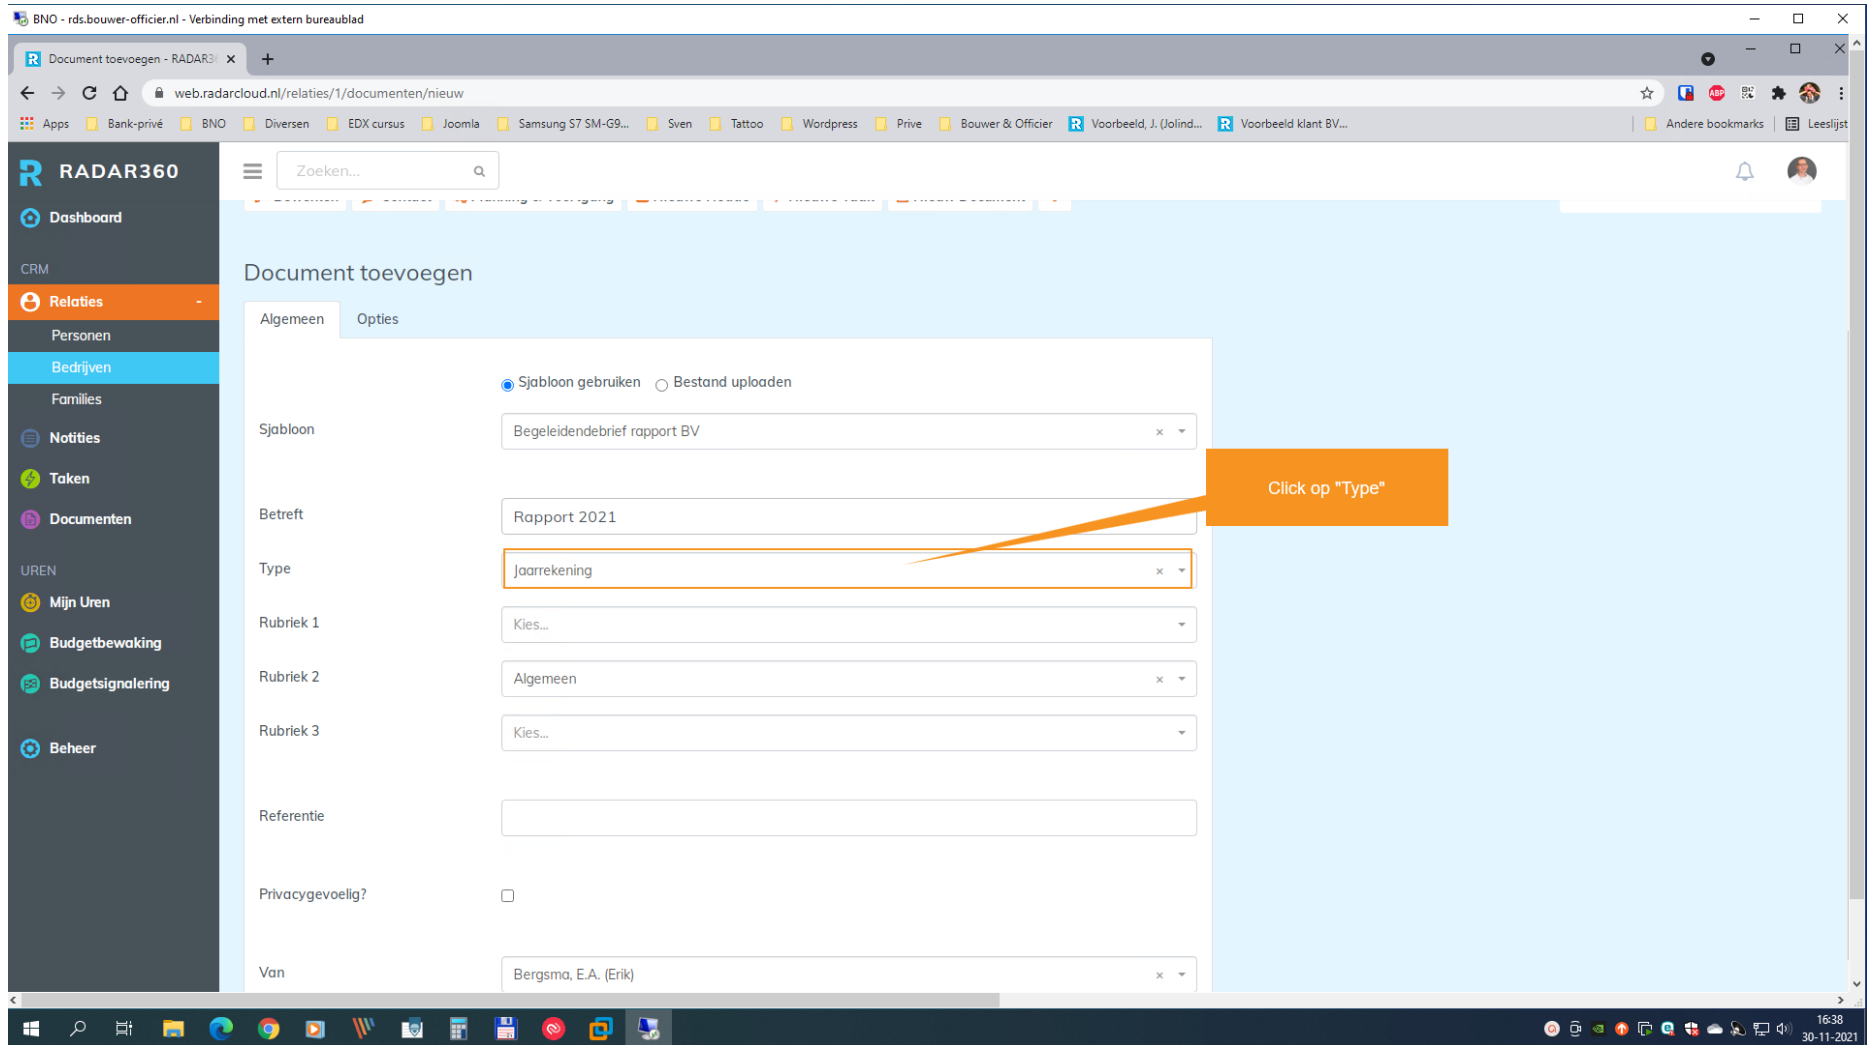 BNO - rds.bouwer-officier.nl - Verbinding met extern bureaublad
Document toevoegen - RADAR3
web.radarcloud.nl/relaties/1/documenten/nieuw
Apps Bank-privé BNO Diversen EDX cursus Joomla Samsung S7 SM-G9... Sven Tattoo Wordpress Prive Bouwer & Officier Voorbeeld, J. (Jolind... Voorbeeld klant BV... Andere bookmarks Leeslijst
RADAR360
Zoeken...
Dashboard
CRM
Relaties -
Personen
Bedrijven
Families
Notities
Taken
Documenten
UREN
Mijn Uren
Budgetbewaking
Budgetsignalering
Beheer
Document toevoegen
Algemeen Opties
Sjabloon gebruiken Bestand uploaden
Sjabloon Begeleidendebrief rapport BV
Click op "Type"
Betreft Rapport 2021
Type Jaarrekening
Rubriek 1 Kies...
Rubriek 2 Algemeen
Rubriek 3 Kies...
Referentie
Privacygevoelig?
Van Bergsma, E.A. (Erik)
16:38
30-11-2021